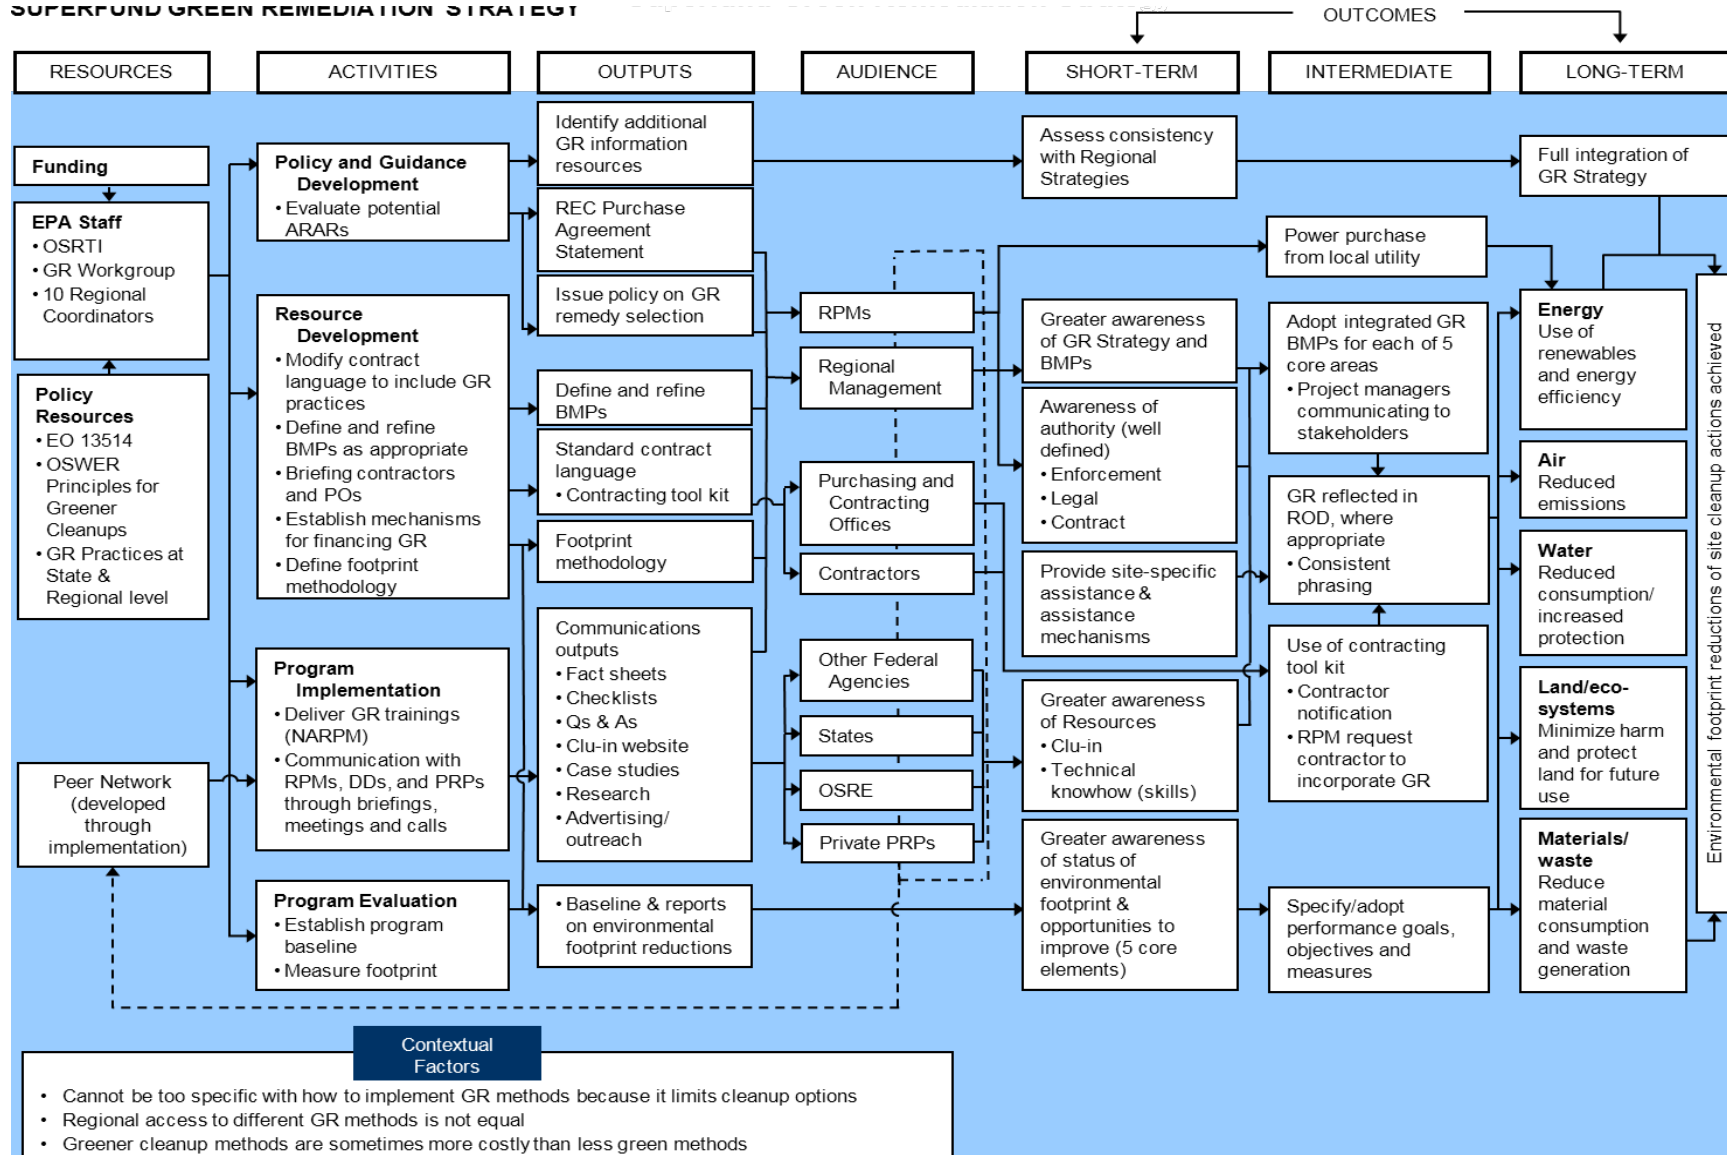 SUPERFUND GREEN REMEDIATION STRATEGY
OUTCOMES
RESOURCES
ACTIVITIES
OUTPUTS
AUDIENCE
SHORT-TERM
INTERMEDIATE
LONG-TERM
Funding
EPA Staff
• OSRTI
• GR Workgroup
• 10 Regional
Coordinators
Policy
Resources
• EO 13514
• OSWER
Principles for
Greener
Cleanups
• GR Practices at
State &
Regional level
Peer Network
(developed
through
implementation)
Policy and Guidance
Development
• Evaluate potential
ARARs
Resource
Development
• Modify contract
language to include GR
practices
• Define and refine
BMPs as appropriate
• Briefing contractors
and POs
• Establish mechanisms
for financing GR
• Define footprint
methodology
Program
Implementation
• Deliver GR trainings
(NARPM)
• Communication with
RPMs, DDs, and PRPs
through briefings,
meetings and calls
Program Evaluation
• Establish program
baseline
• Measure footprint
Identify additional
GR information
resources
REC Purchase
Agreement
Statement
Issue policy on GR
remedy selection
Define and refine
BMPs
Standard contract
language
• Contracting tool kit
Footprint
methodology
Communications
outputs
• Fact sheets
• Checklists
• Qs & As
• Clu-in website
• Case studies
• Research
• Advertising/
outreach
• Baseline & reports
on environmental
footprint reductions
RPMs
Regional
Management
Purchasing and
Contracting
Offices
Contractors
Other Federal
Agencies
States
OSRE
Private PRPs
Assess consistency
with Regional
Strategies
Greater awareness
of GR Strategy and
BMPs
Awareness of
authority (well
defined)
• Enforcement
• Legal
• Contract
Provide site-specific
assistance &
assistance
mechanisms
Greater awareness
of Resources
• Clu-in
• Technical
knowhow (skills)
Greater awareness
of status of
environmental
footprint &
opportunities to
improve (5 core
elements)
Power purchase
from local utility
Adopt integrated GR
BMPs for each of 5
core areas
• Project managers
communicating to
stakeholders
GR reflected in
ROD, where
appropriate
• Consistent
phrasing
Use of contracting
tool kit
• Contractor
notification
• RPM request
contractor to
incorporate GR
Specify/adopt
performance goals,
objectives and
measures
Full integration of
GR Strategy
Energy
Use of
renewables
and energy
efficiency
Air
Reduced
emissions
Water
Reduced
consumption/
increased
protection
Land/eco-
systems
Minimize harm
and protect
land for future
use
Materials/
waste
Reduce
material
consumption
and waste
generation
Environmental footprint reductions of site cleanup actions achieved
Contextual
Factors
• Cannot be too specific with how to implement GR methods because it limits cleanup options
• Regional access to different GR methods is not equal
• Greener cleanup methods are sometimes more costly than less green methods